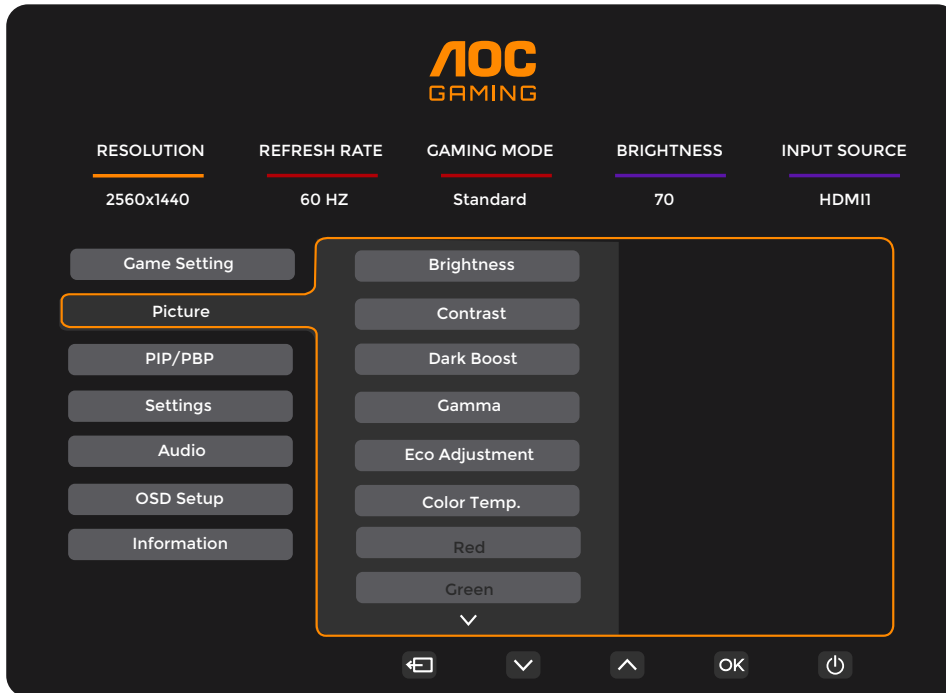 AOC
GAMING
RESOLUTION REFRESH RATE GAMING MODE BRIGHTNESS INPUT SOURCE
2560x1440 60 HZ Standard 70 HDMI1
Game Setting
Picture
PIP/PBP
Settings
Audio
OSD Setup
Information
Brightness
Contrast
Dark Boost
Gamma
Eco Adjustment
Color Temp.
Red
Green
OK